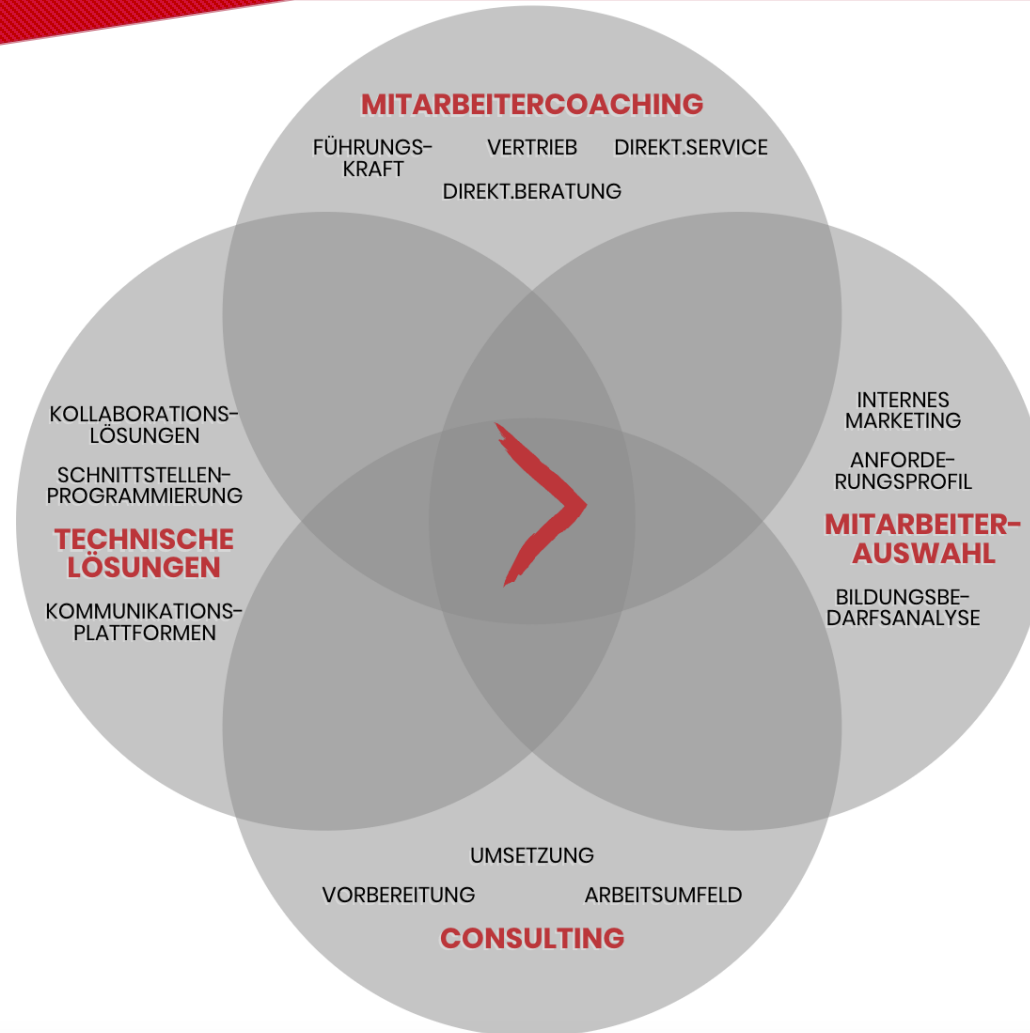 MITARBEITERCOACHING
FÜHRUNGS-
KRAFT
VERTRIEB
DIREKT.SERVICE
DIREKT.BERATUNG
KOLLABORATIONS-
LÖSUNGEN
SCHNITTSTELLEN-
PROGRAMMIERUNG
TECHNISCHE
LÖSUNGEN
KOMMUNIKATIONS-
PLATTFORMEN
INTERNES
MARKETING
ANFORDE-
RUNGSPROFIL
MITARBEITER-
AUSWAHL
BILDUNGSBE-
DARFSANALYSE
UMSETZUNG
VORBEREITUNG
ARBEITSUMFELD
CONSULTING